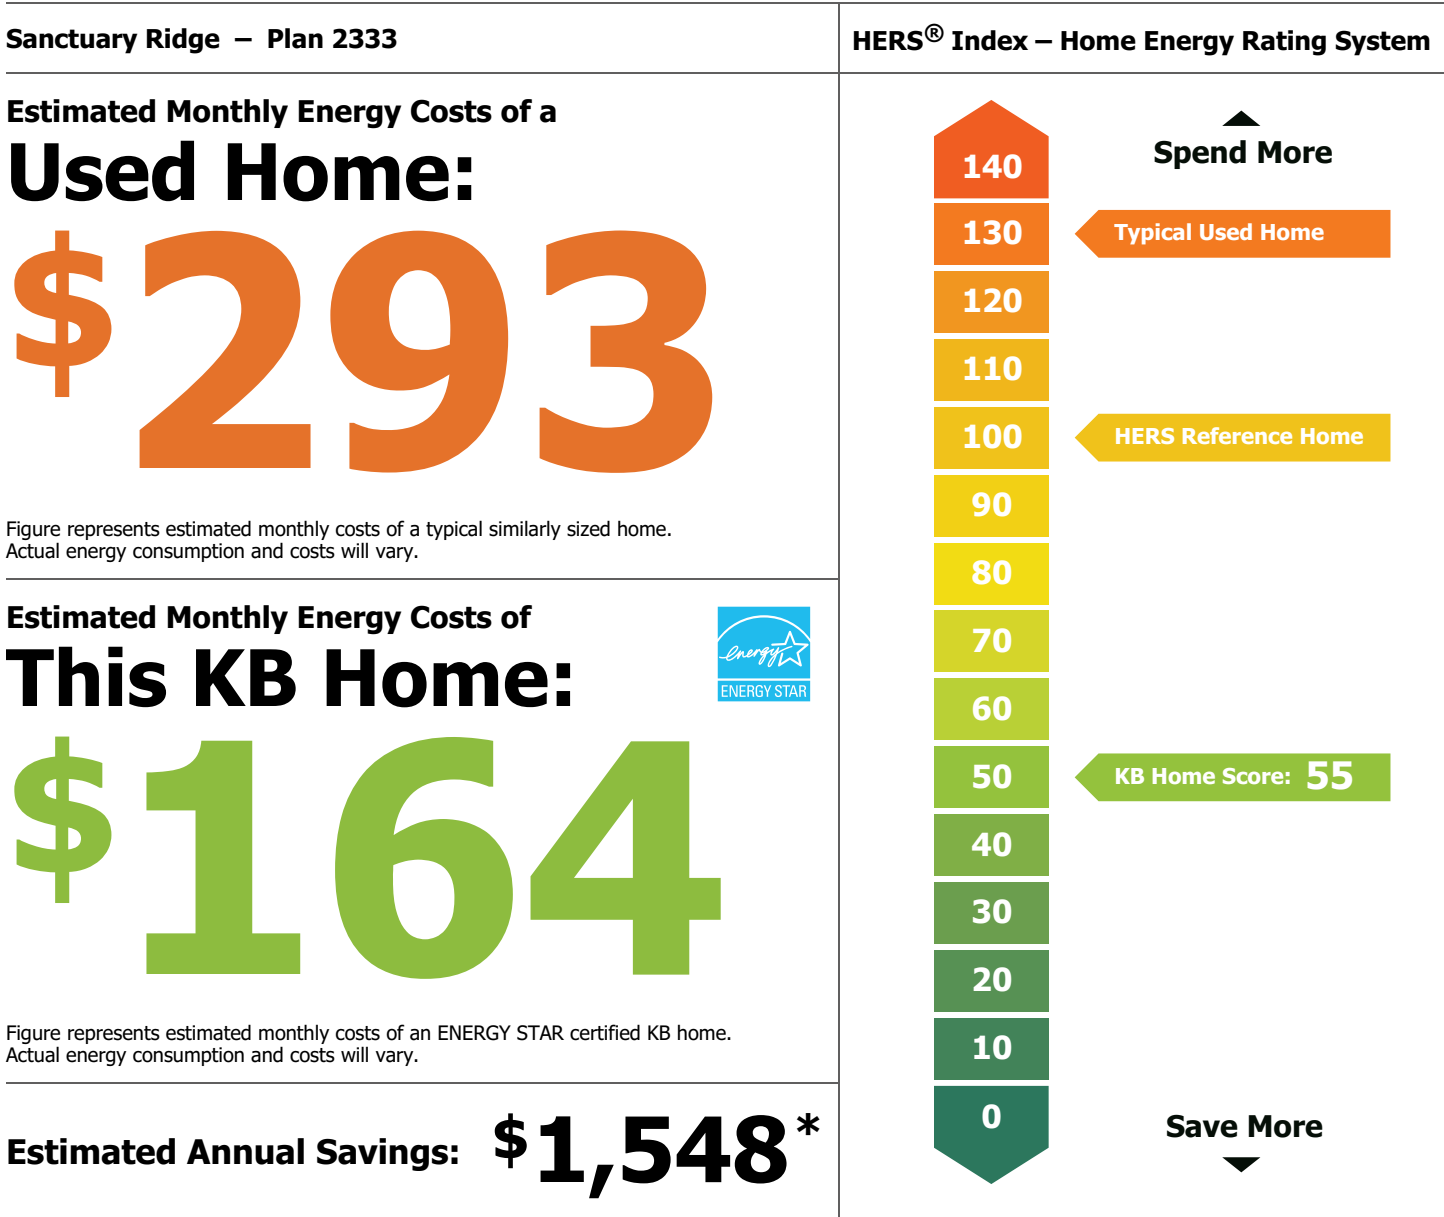 Sanctuary Ridge – Plan 2333
Estimated Monthly Energy Costs of a
Used Home:
$293
Figure represents estimated monthly costs of a typical similarly sized home.
Actual energy consumption and costs will vary.
Estimated Monthly Energy Costs of
This KB Home:
energy
ENERGY STAR
$164
Figure represents estimated monthly costs of an ENERGY STAR certified KB home.
Actual energy consumption and costs will vary.
Estimated Annual Savings: $1,548*
HERS® Index – Home Energy Rating System
Spend More
140
130 Typical Used Home
120
110
100 HERS Reference Home
90
80
70
60
50 KB Home Score: 55
40
30
20
10
0
Save More